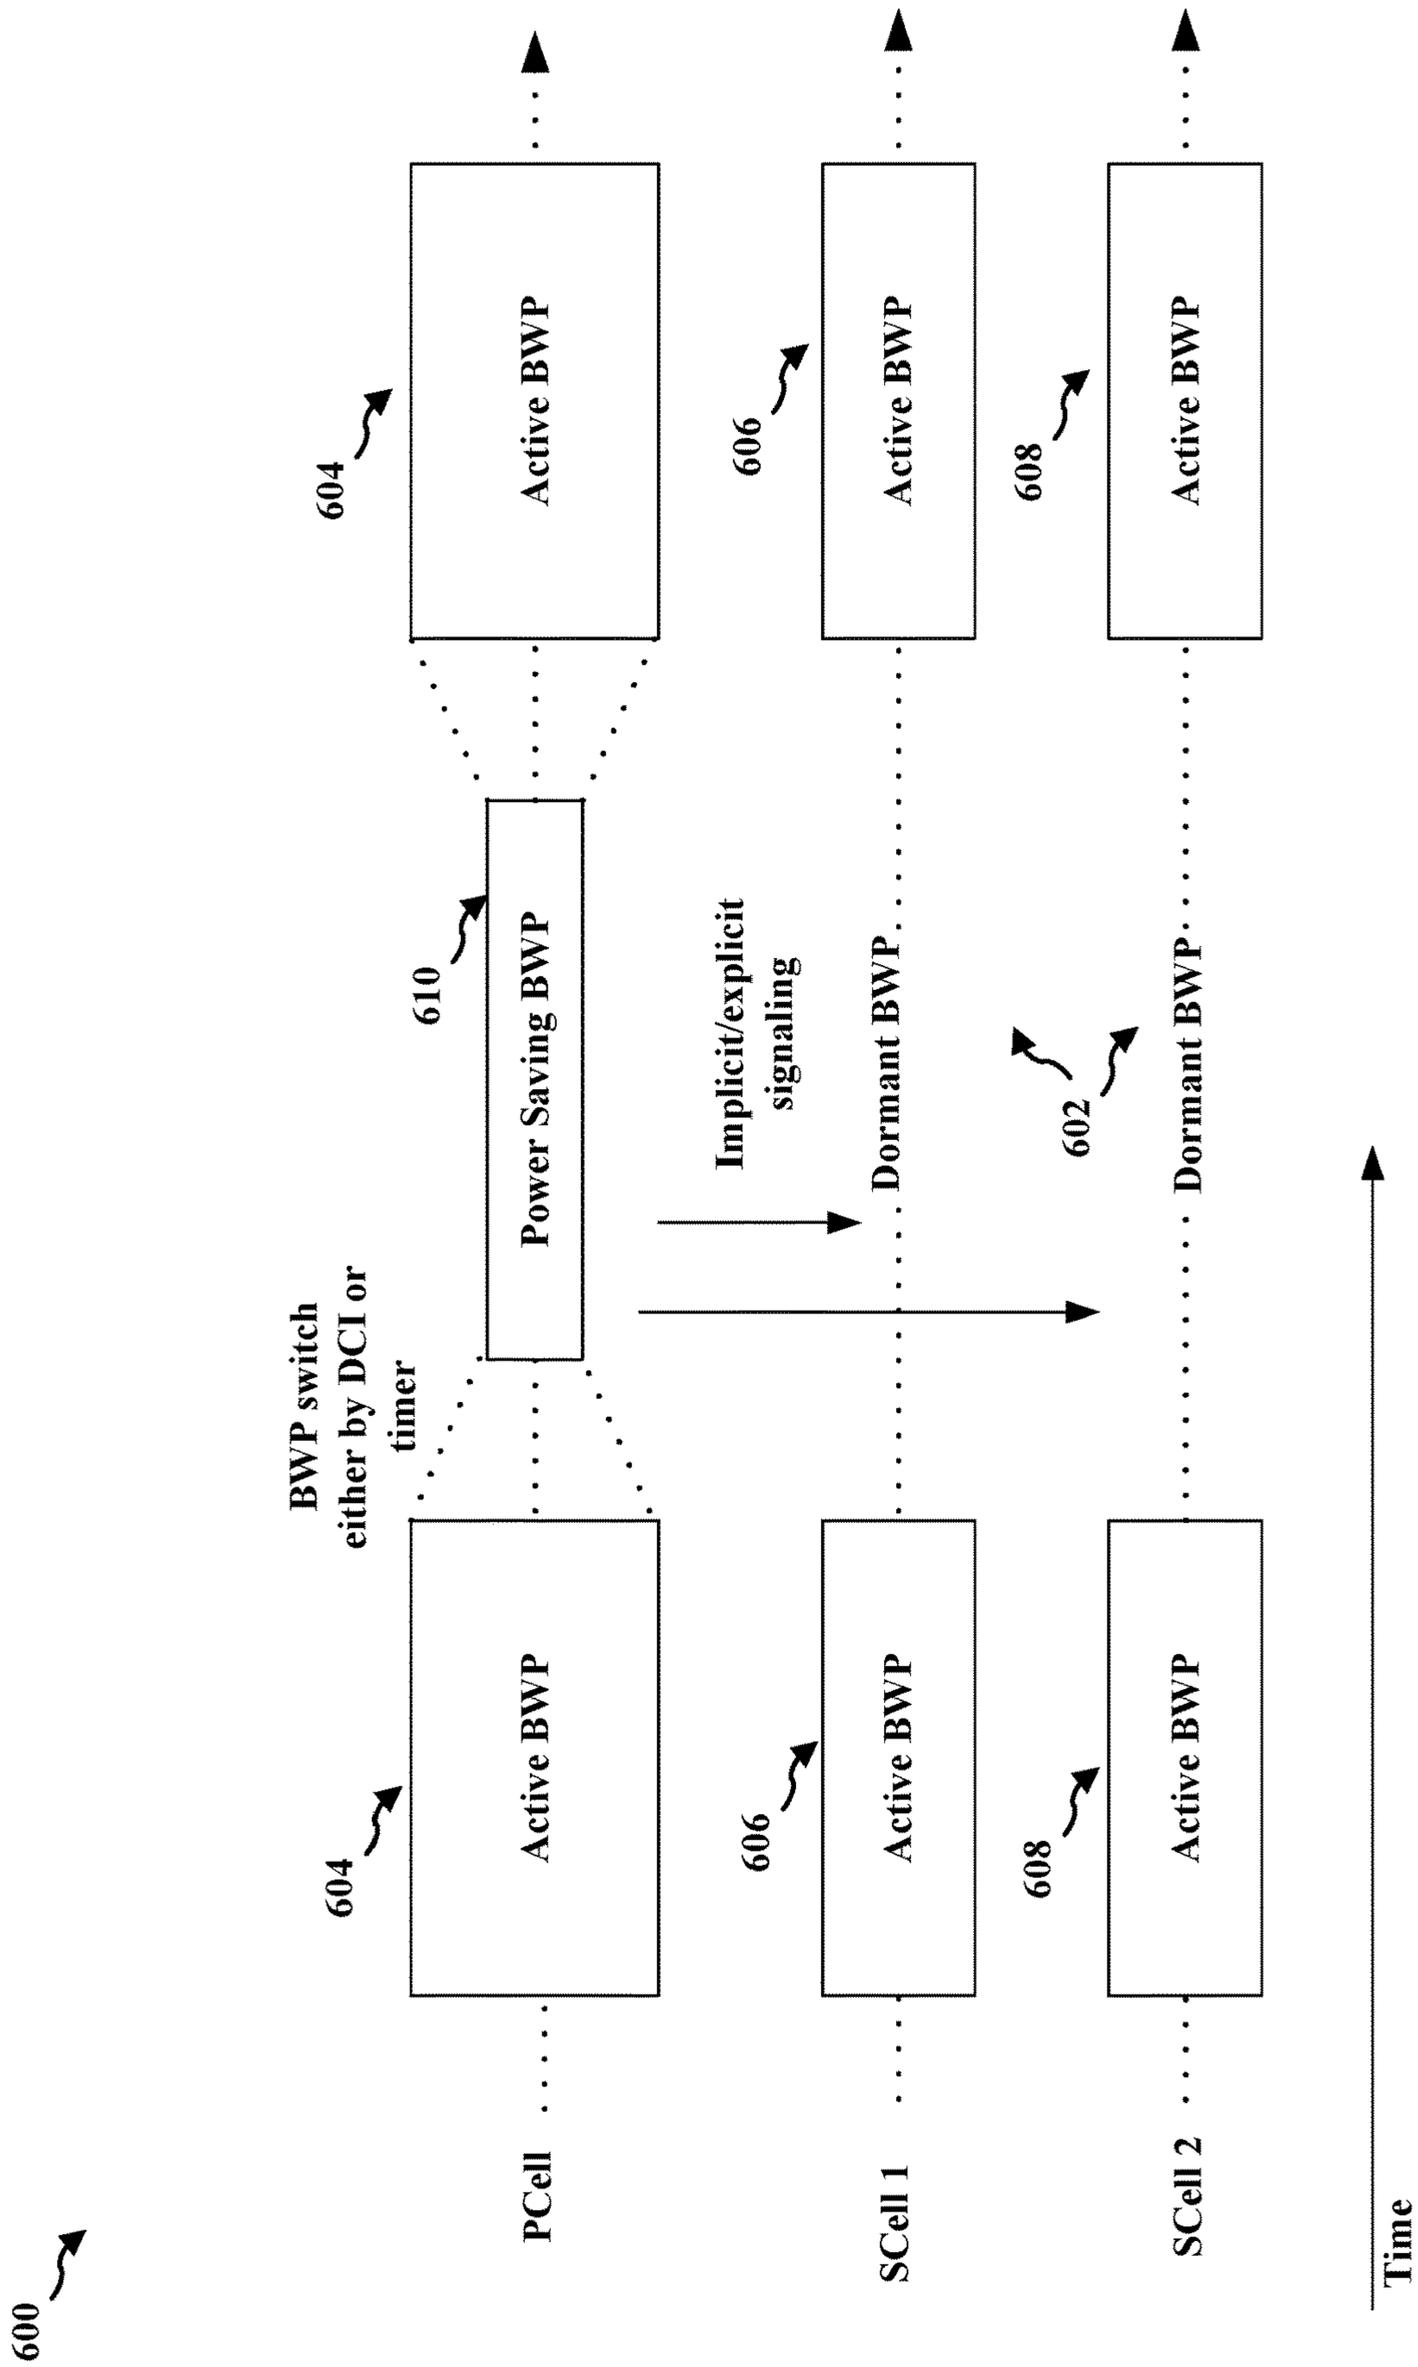 600
BWP switch
either by DCI or
timer
604
610
604
PCell
Active BWP
Power Saving BWP
Active BWP
Implicit/explicit
signaling
606
606
SCell 1
Active BWP
Dormant BWP
Active BWP
608
602
608
SCell 2
Active BWP
Dormant BWP
Active BWP
Time